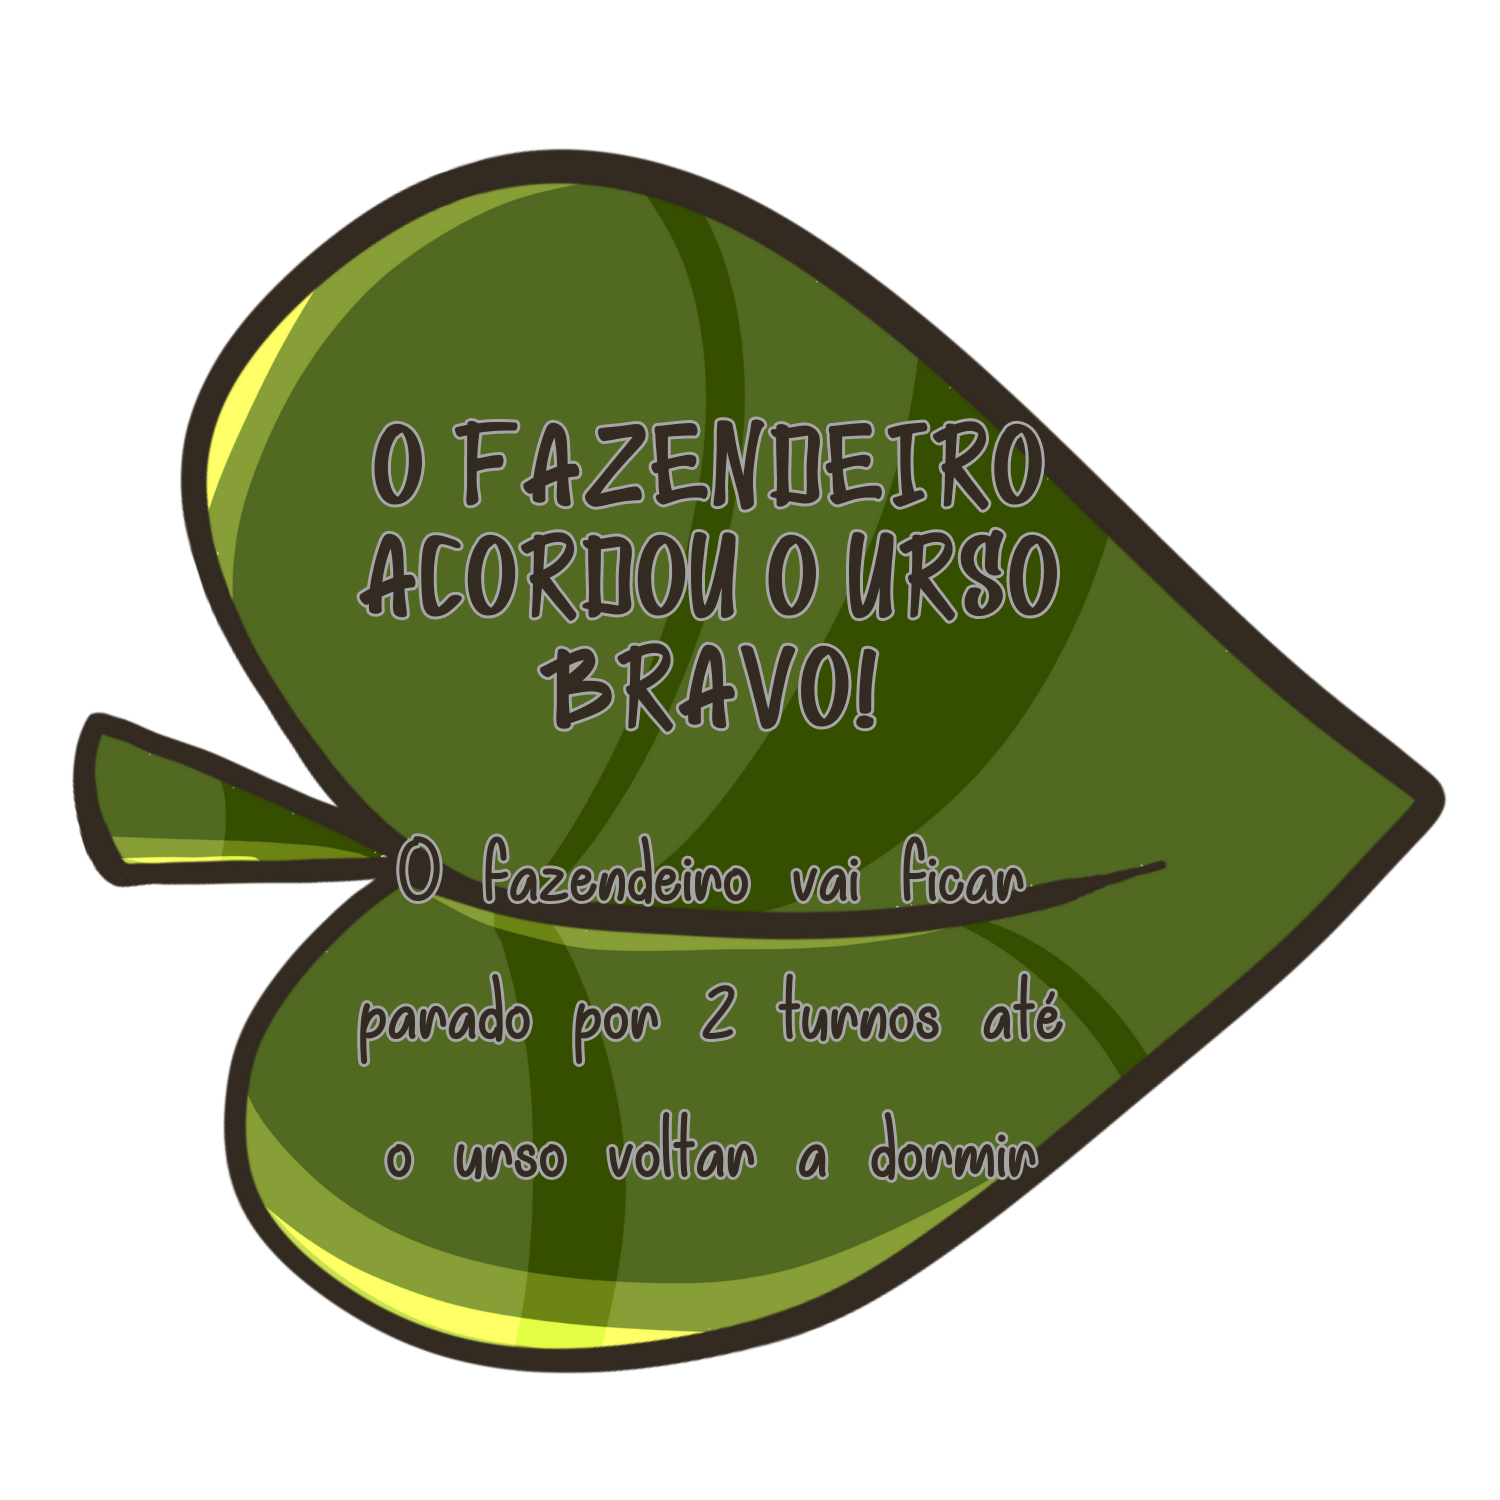 O FAZENDEIRO
ACORDOU O URSO
BRAVO!
O fazendeiro vai ficar
parado por 2 turnos até
o urso voltar a dormir